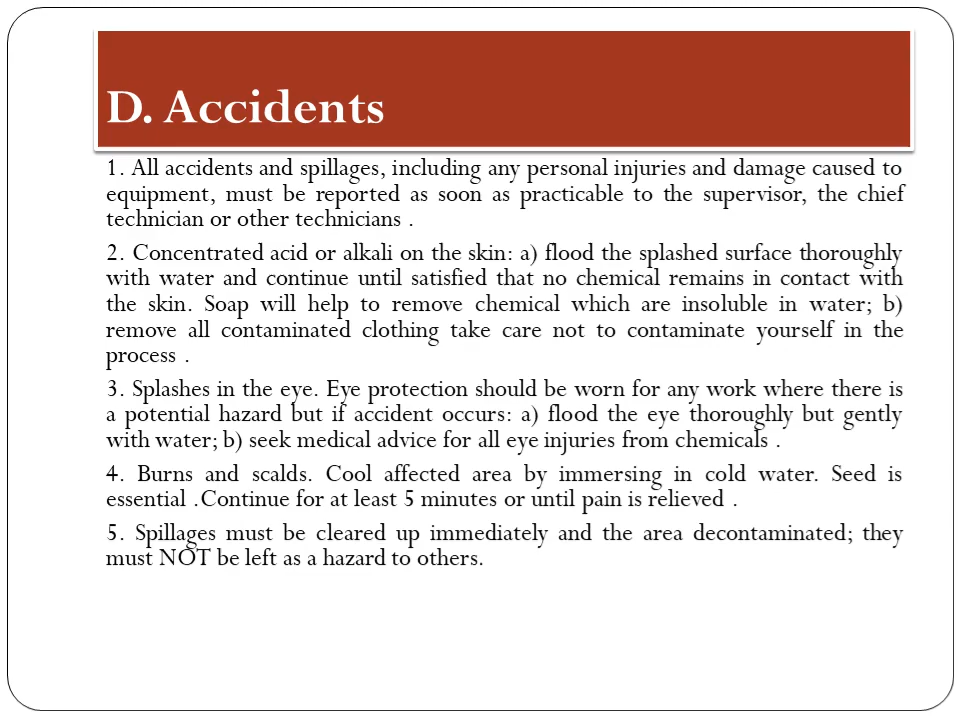 D. Accidents
1. All accidents and spillages, including any personal injuries and damage caused to
equipment, must be reported as soon as practicable to the supervisor, the chief
technician or other technicians .
2. Concentrated acid or alkali on the skin: a) flood the splashed surface thoroughly
with water and continue until satisfied that no chemical remains in contact with
the skin. Soap will help to remove chemical which are insoluble in water; b)
remove all contaminated clothing take care not to contaminate yourself in the
process .
3. Splashes in the eye. Eye protection should be worn for any work where there is
a potential hazard but if accident occurs: a) flood the eye thoroughly but gently
with water; b) seek medical advice for all eye injuries from chemicals .
4. Burns and scalds. Cool affected area by immersing in cold water. Seed is
essential .Continue for at least 5 minutes or until pain is relieved .
5. Spillages must be cleared up immediately and the area decontaminated; they
must NOT be left as a hazard to others.